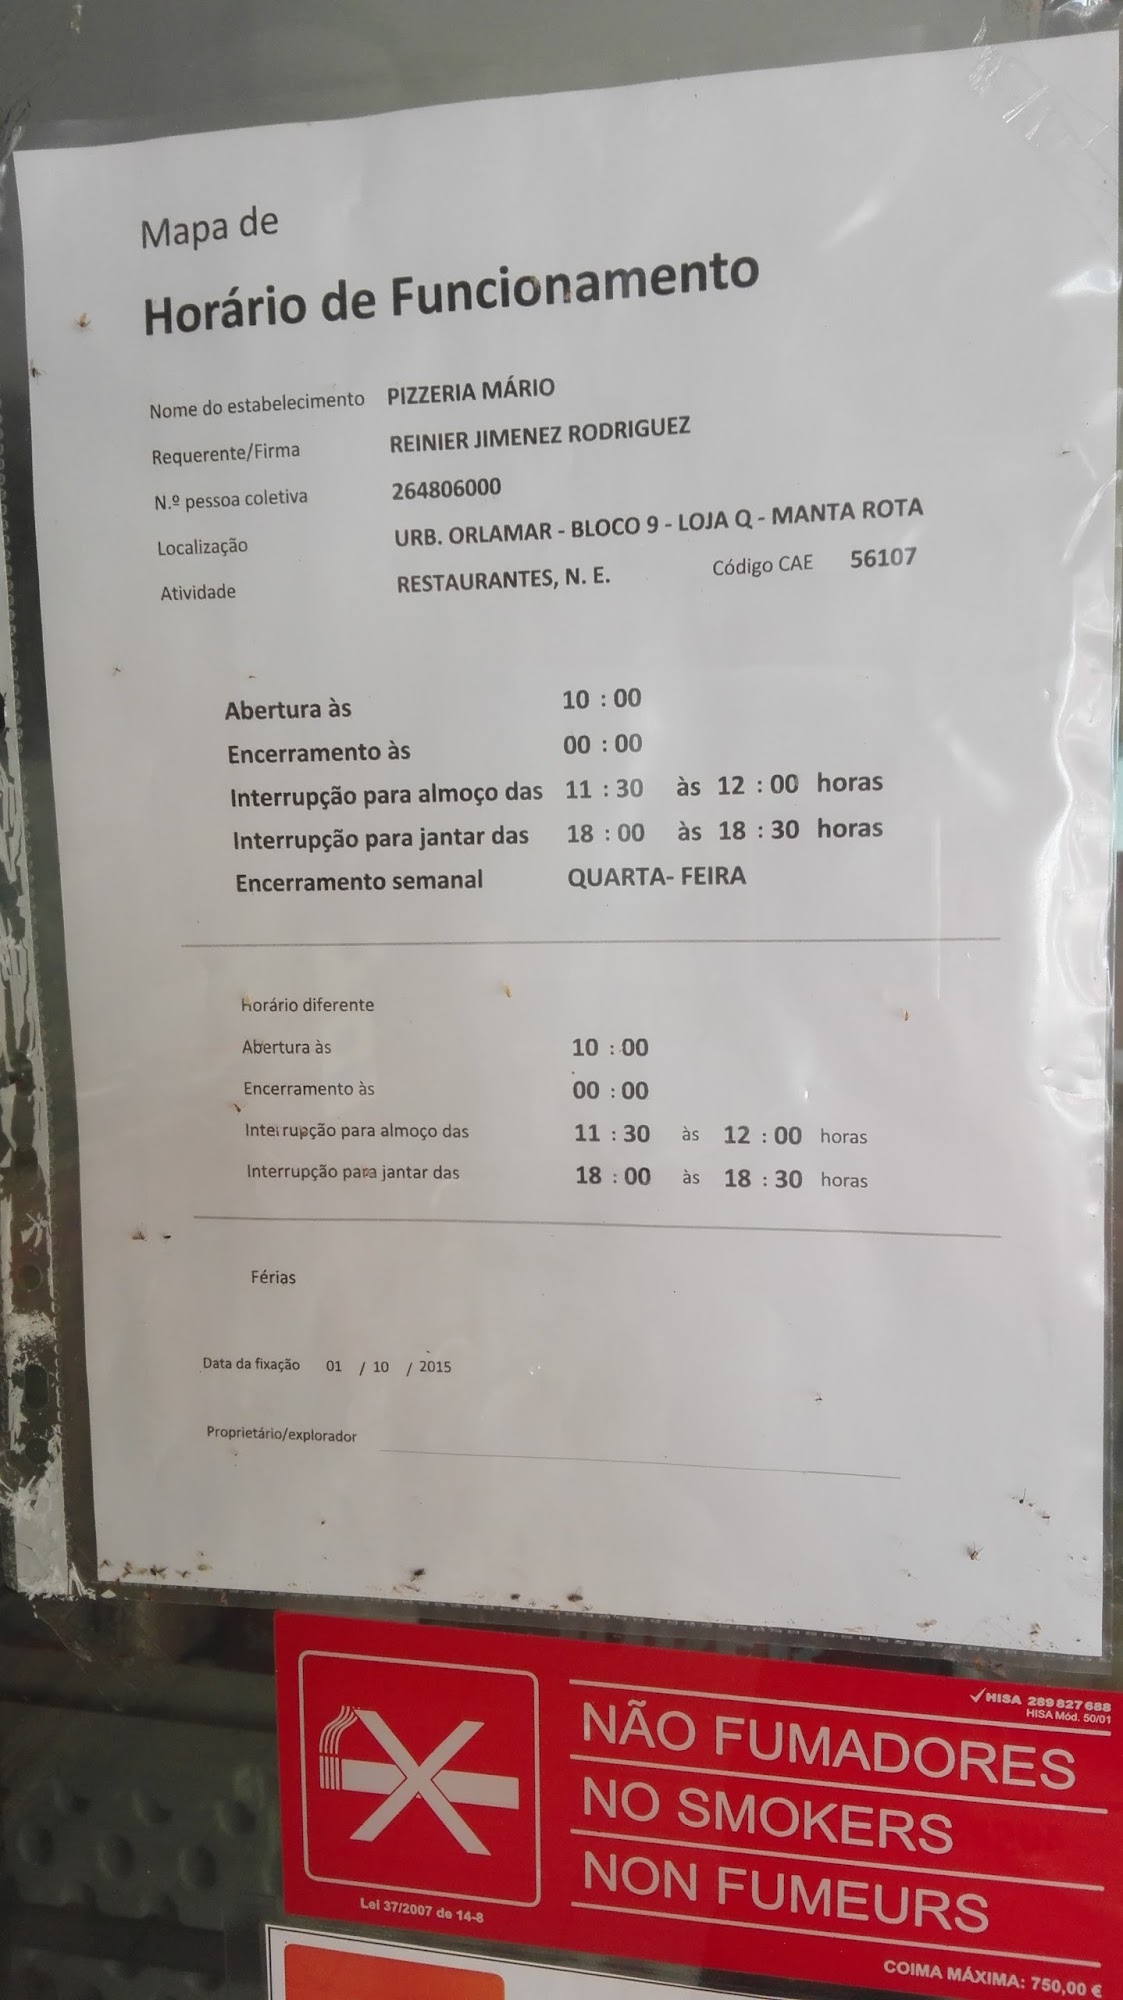 Mapa de
Horário de Funcionamento
Nome do estabelecimento PIZZERIA MÁRIO
Requerente/Firma REINIER JIMENEZ RODRIGUEZ
N.º pessoa coletiva 264806000
Localização URB. ORLAMAR - BLOCO 9 - LOJA Q - MANTA ROTA
Atividade RESTAURANTES, N. E. Código CAE 56107
Abertura às 10 : 00
Encerramento às 00 : 00
Interrupção para almoço das 11 : 30 às 12 : 00 horas
Interrupção para jantar das 18 : 00 às 18 : 30 horas
Encerramento semanal QUARTA- FEIRA
Horário diferente
Abertura às 10 : 00
Encerramento às 00 : 00
Interrupção para almoço das 11 : 30 às 12 : 00 horas
Interrupção para jantar das 18 : 00 às 18 : 30 horas
Férias
Data da fixação 01 / 10 / 2015
Proprietário/explorador
HISA 289 827 688
HISA Mód. 50/01
NÃO FUMADORES
NO SMOKERS
NON FUMEURS
Lei 37/2007 de 14-8
COIMA MÁXIMA: 750,00 €